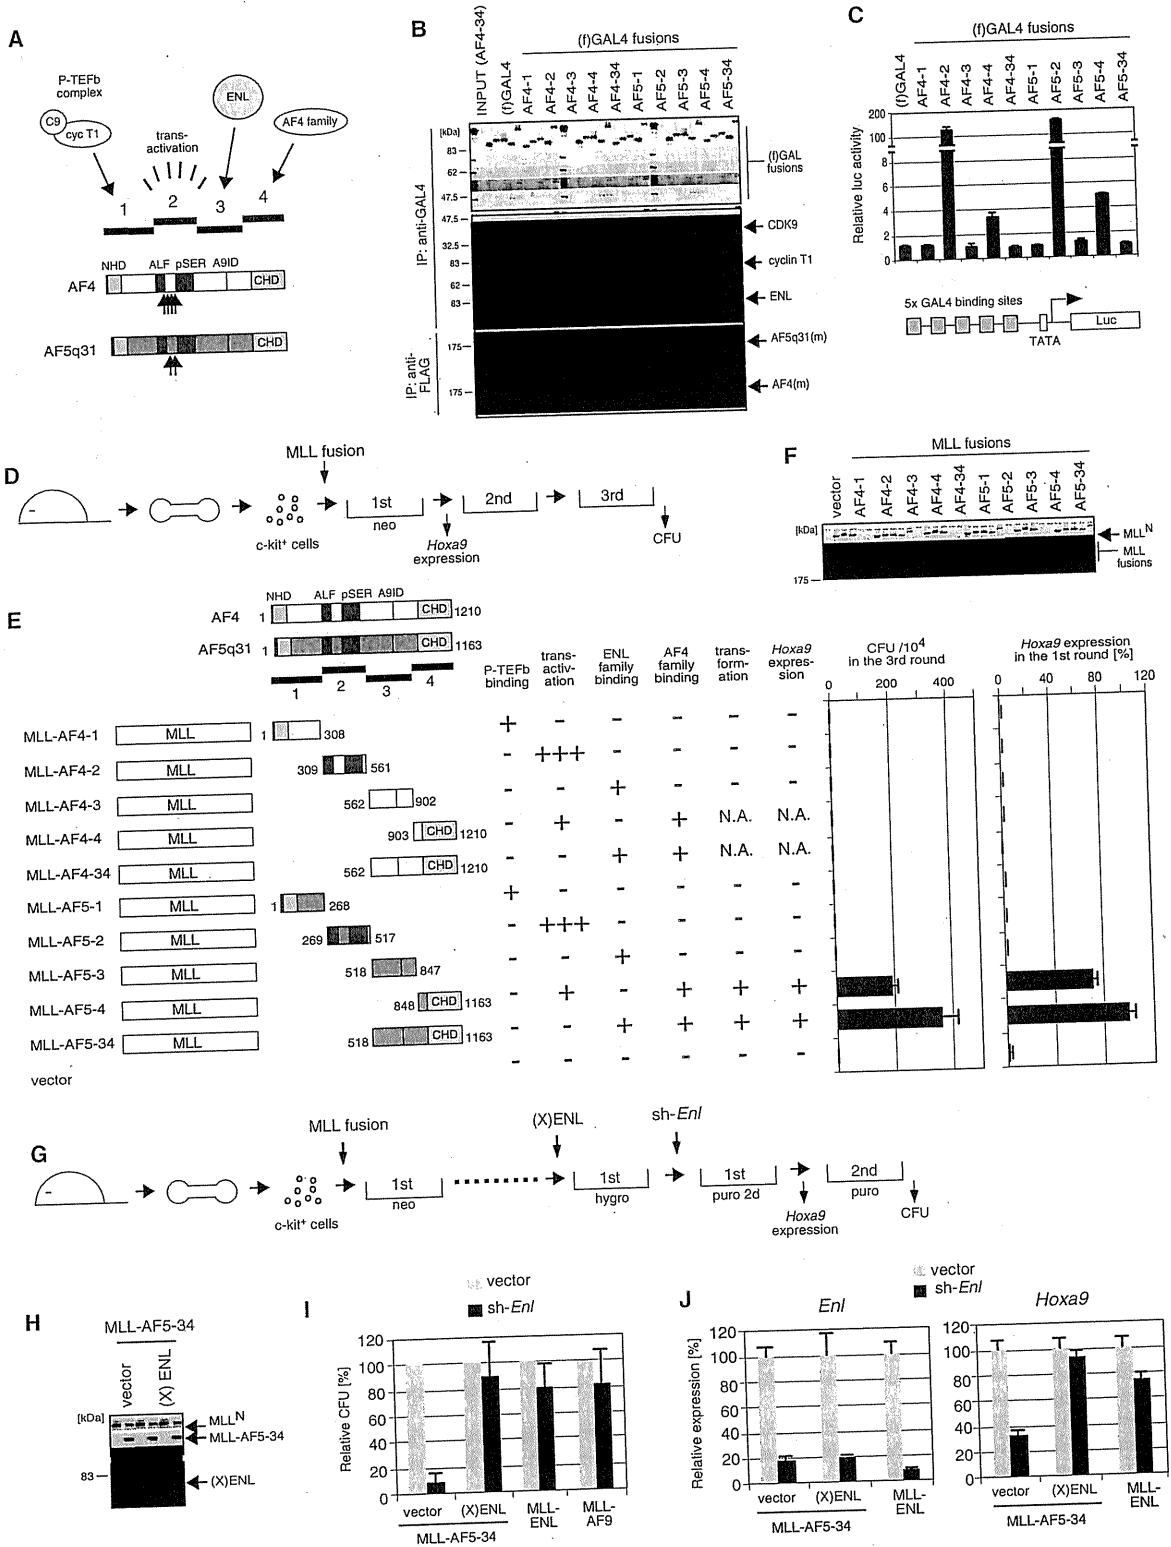 A
P-TEFb
complex
C9
cyc T1
trans-
activation
ENL
AF4 family
1
2
3
4
NHD
ALF
pSER
A9ID
AF4
CHD
AF5q31
CHD
B
(f)GAL4 fusions
INPUT (AF4-34)
(f)GAL4
AF4-1
AF4-2
AF4-3
AF4-4
AF4-34
AF5-1
AF5-2
AF5-3
AF5-4
AF5-34
[kDa]
83
62
47.5
47.5
32.5
83
62
83
175
175
IP: anti-GAL4
IP: anti-
FLAG
(f)GAL
fusions
CDK9
cyclin T1
ENL
AF5q31(m)
AF4(m)
C
(f)GAL4 fusions
(f)GAL4
AF4-1
AF4-2
AF4-3
AF4-4
AF4-34
AF5-1
AF5-2
AF5-3
AF5-4
AF5-34
Relative luc activity
200
100
8
6
4
2
0
5x GAL4 binding sites
TATA
Luc
D
MLL fusion
c-kit+ cells
1st
neo
2nd
3rd
Hoxa9
expression
CFU
F
MLL fusions
vector
AF4-1
AF4-2
AF4-3
AF4-4
AF4-34
AF5-1
AF5-2
AF5-3
AF5-4
AF5-34
[kDa]
175
MLLN
MLL
fusions
E
NHD
ALF
pSER
A9ID
AF4
1
CHD
1210
AF5q31
1
CHD
1163
1
2
3
4
P-TEFb
binding
trans-
activ-
ation
ENL
family
binding
AF4
family
binding
trans-
form-
ation
Hoxa9
expres-
sion
CFU /10⁴
in the 3rd round
0 200 400
Hoxa9 expression
in the 1st round [%]
0 40 80 120
MLL-AF4-1 MLL 1 308 + - - - - -
MLL-AF4-2 MLL 309 561 - +++ - - - -
MLL-AF4-3 MLL 562 902 - - + - - -
MLL-AF4-4 MLL 903 CHD 1210 - + - + N.A. N.A.
MLL-AF4-34 MLL 562 CHD 1210 - - + + N.A. N.A.
MLL-AF5-1 MLL 1 268 + - - - - -
MLL-AF5-2 MLL 269 517 - +++ - - - -
MLL-AF5-3 MLL 518 847 - - + - - -
MLL-AF5-4 MLL 848 CHD 1163 - + - + + +
MLL-AF5-34 MLL 518 CHD 1163 - - + + + +
vector - - - - - -
G
MLL fusion
c-kit+ cells
1st
neo
(X)ENL
1st
hygro
sh-Enl
1st
puro 2d
Hoxa9
expression
2nd
puro
CFU
H
MLL-AF5-34
vector
(X) ENL
[kDa]
83
MLLN
MLL-AF5-34
(X)ENL
I
vector
sh-Enl
Relative CFU [%]
120
100
80
60
40
20
0
vector
(X)ENL
MLL-
ENL
MLL-
AF9
MLL-AF5-34
J
vector
sh-Enl
Enl
Relative expression [%]
120
100
80
60
40
20
0
vector
(X)ENL
MLL-
ENL
MLL-AF5-34
Hoxa9
120
100
80
60
40
20
0
vector
(X)ENL
MLL-
ENL
MLL-AF5-34